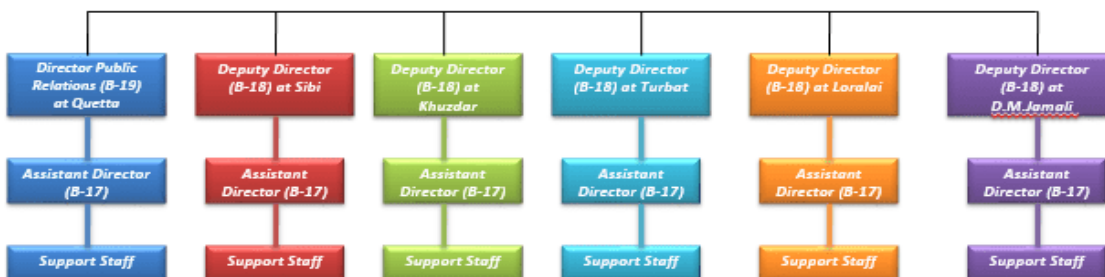 Director Public
Relations (B-19)
at Quetta
Deputy Director
(B-18) at Sibi
Deputy Director
(B-18) at
Khuzdar
Deputy Director
(B-18) at Turbat
Deputy Director
(B-18) at Loralai
Deputy Director
(B-18) at
D.M.Jamali
Assistant Director
(B-17)
Assistant
Director (B-17)
Assistant
Director (B-17)
Assistant
Director (B-17)
Assistant
Director (B-17)
Assistant
Director (B-17)
Support Staff
Support Staff
Support Staff
Support Staff
Support Staff
Support Staff